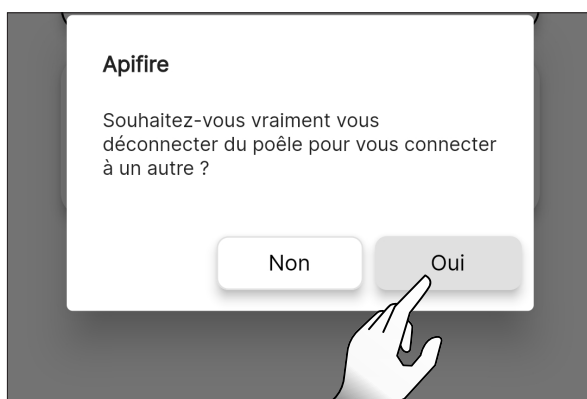 Apifire
Souhaitez-vous vraiment vous
déconnecter du poêle pour vous connecter
à un autre ?
Non
Oui